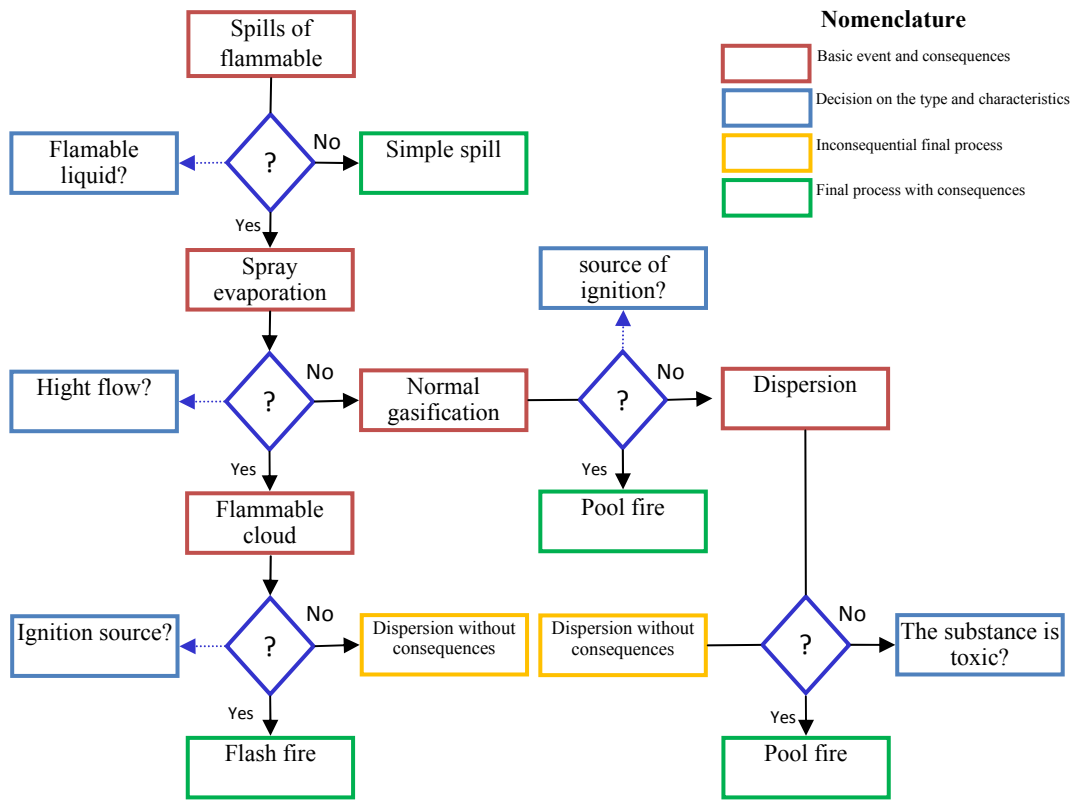 Spills of
flammable
Nomenclature
Basic event and consequences
Decision on the type and characteristics
Inconsequential final process
Final process with consequences
Flamable
liquid?
?
No
Simple spill
Yes
Spray
evaporation
source of
ignition?
Hight flow?
?
No
Normal
gasification
?
No
Dispersion
Yes
Yes
Flammable
cloud
Pool fire
Ignition source?
?
No
Dispersion without
consequences
Dispersion without
consequences
?
No
The substance is
toxic?
Yes
Yes
Flash fire
Pool fire